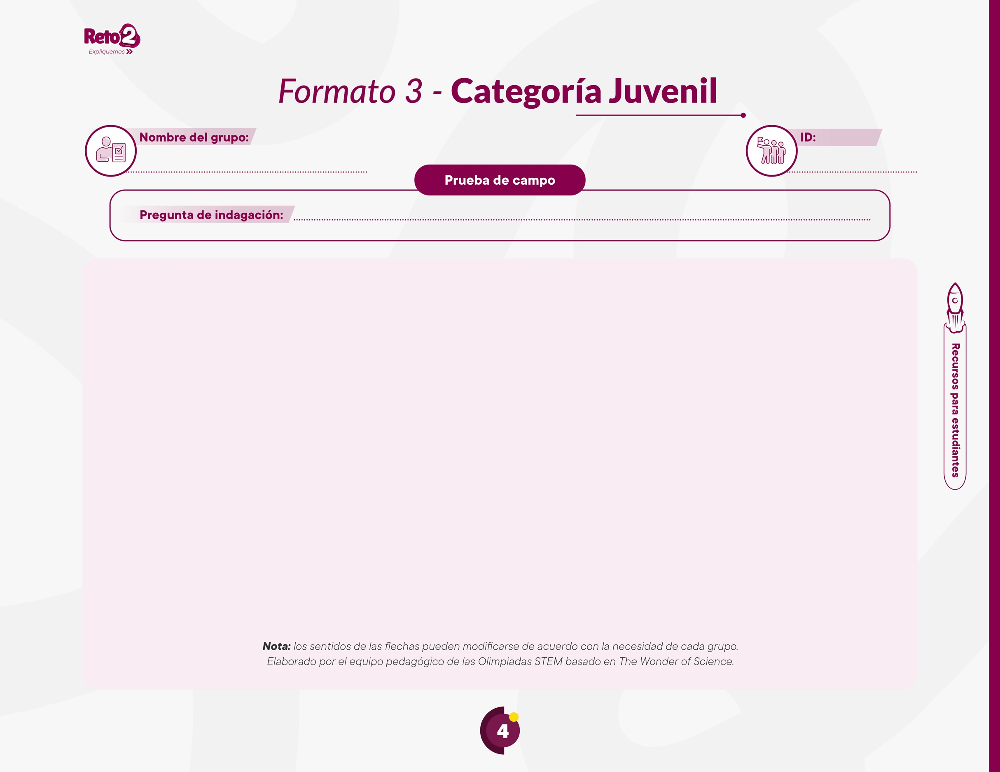 Reto 2
Expliquemos
Formato 3 - Categoría Juvenil
Nombre del grupo:
ID:
Prueba de campo
Pregunta de indagación:
Recursos para estudiantes
Nota: los sentidos de las flechas pueden modificarse de acuerdo con la necesidad de cada grupo.
Elaborado por el equipo pedagógico de las Olimpiadas STEM basado en The Wonder of Science.
4